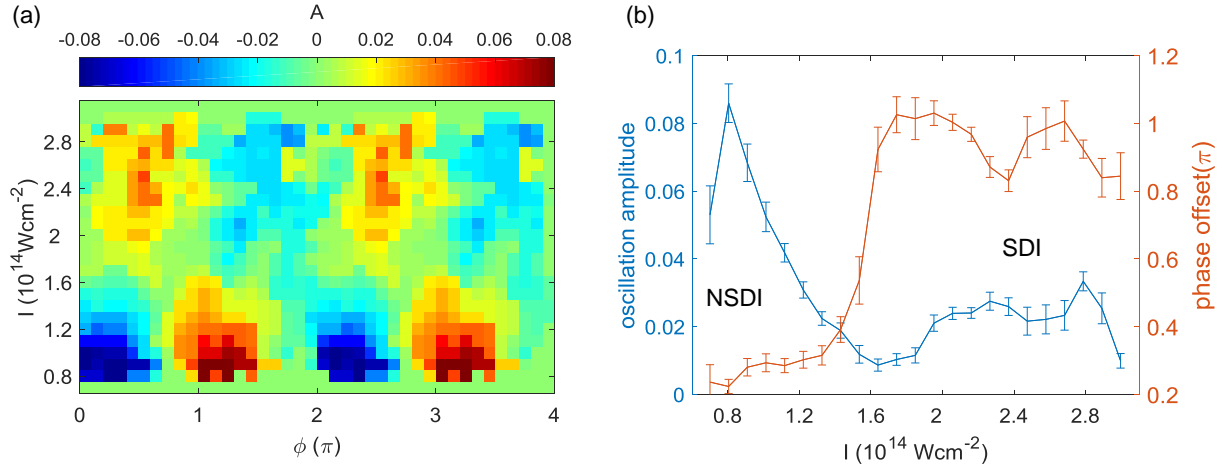 (a)
A
-0.08 -0.06 -0.04 -0.02 0 0.02 0.04 0.06 0.08
2.8
2.4
2
1.6
1.2
0.8
I (10^14 Wcm^-2)
0 1 2 3 4
ϕ (π)
(b)
0.1
0.08
0.06
0.04
0.02
0
oscillation amplitude
NSDI
SDI
1.2
1
0.8
0.6
0.4
0.2
phase offset(π)
0.8 1.2 1.6 2 2.4 2.8
I (10^14 Wcm^-2)